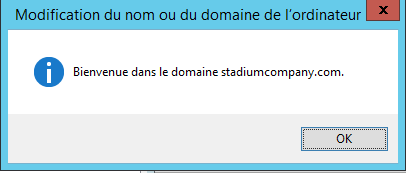 Modification du nom ou du domaine de l'ordinateur
x
Bienvenue dans le domaine stadiumcompany.com.
OK